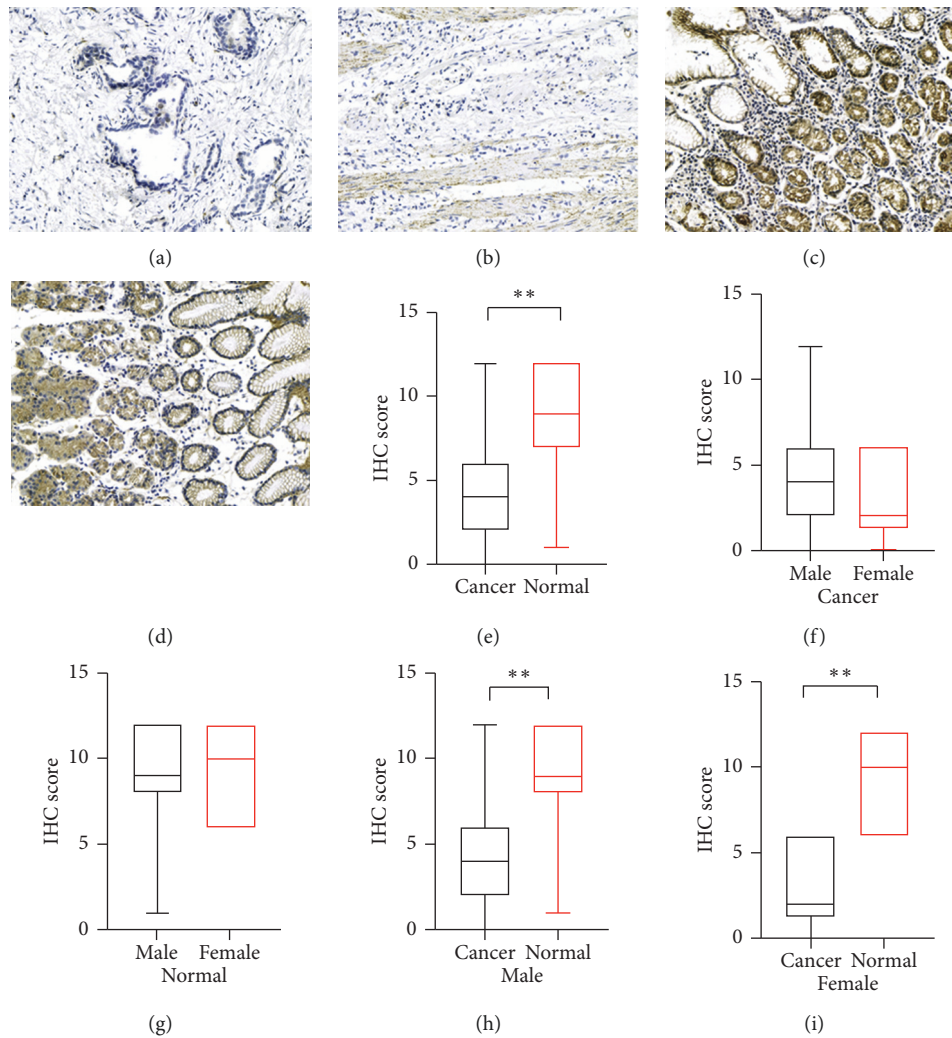 (a)
(b)
(c)
(d)
15
10
5
0
IHC score
**
Cancer Normal
(e)
15
10
5
0
IHC score
Male Female
Cancer
(f)
15
10
5
0
IHC score
Male Female
Normal
(g)
15
10
5
0
IHC score
**
Cancer Normal
Male
(h)
15
10
5
0
IHC score
**
Cancer Normal
Female
(i)